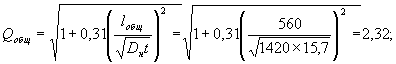 Q_общ = √(1 + 0,31(l_общ / √(D_н t))²) = √(1 + 0,31(560 / √(1420 × 15,7))²) = 2,32;